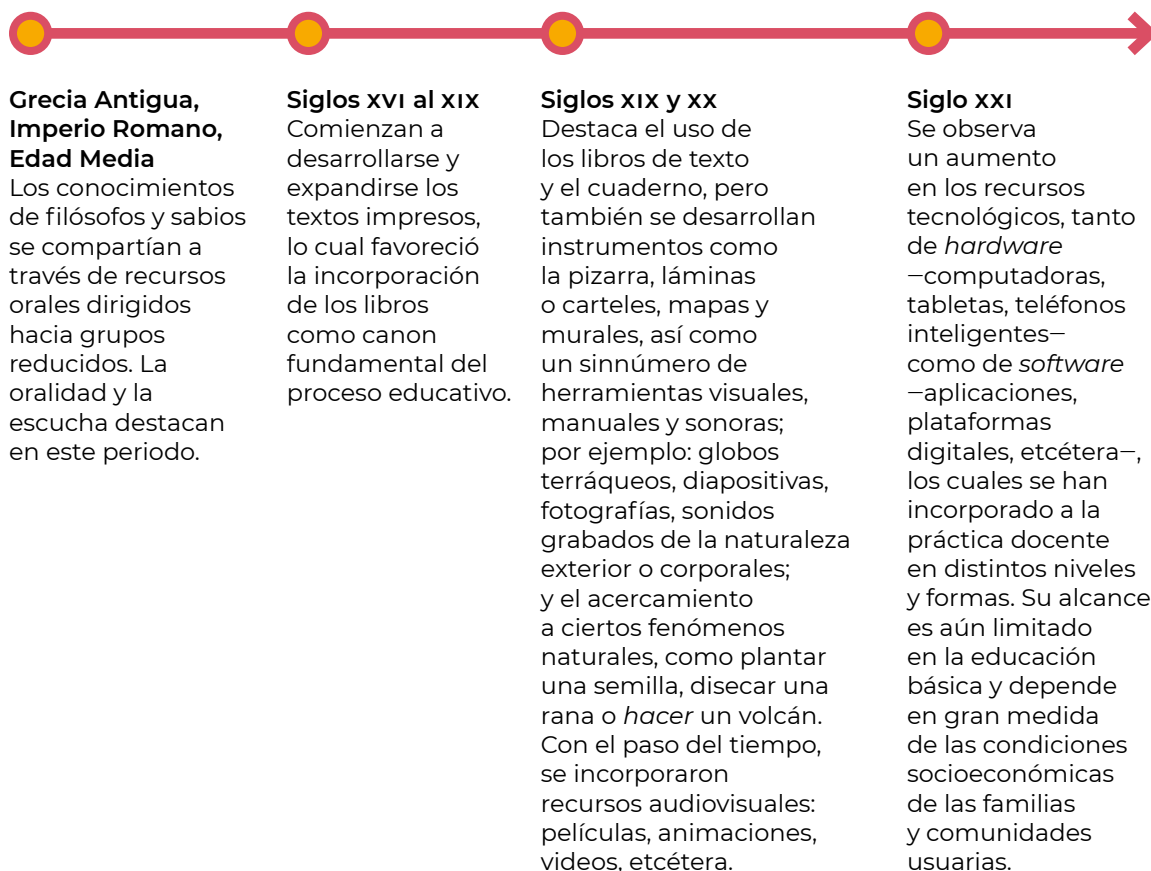 Grecia Antigua,
Imperio Romano,
Edad Media
Los conocimientos
de filósofos y sabios
se compartían a
través de recursos
orales dirigidos
hacia grupos
reducidos. La
oralidad y la
escucha destacan
en este periodo.
Siglos XVI al XIX
Comienzan a
desarrollarse y
expandirse los
textos impresos,
lo cual favoreció
la incorporación
de los libros
como canon
fundamental del
proceso educativo.
Siglos XIX y XX
Destaca el uso de
los libros de texto
y el cuaderno, pero
también se desarrollan
instrumentos como
la pizarra, láminas
o carteles, mapas y
murales, así como
un sinnúmero de
herramientas visuales,
manuales y sonoras;
por ejemplo: globos
terráqueos, diapositivas,
fotografías, sonidos
grabados de la naturaleza
exterior o corporales;
y el acercamiento
a ciertos fenómenos
naturales, como plantar
una semilla, disecar una
rana o hacer un volcán.
Con el paso del tiempo,
se incorporaron
recursos audiovisuales:
películas, animaciones,
videos, etcétera.
Siglo XXI
Se observa
un aumento
en los recursos
tecnológicos, tanto
de hardware
—computadoras,
tabletas, teléfonos
inteligentes—
como de software
—aplicaciones,
plataformas
digitales, etcétera—,
los cuales se han
incorporado a la
práctica docente
en distintos niveles
y formas. Su alcance
es aún limitado
en la educación
básica y depende
en gran medida
de las condiciones
socioeconómicas
de las familias
y comunidades
usuarias.